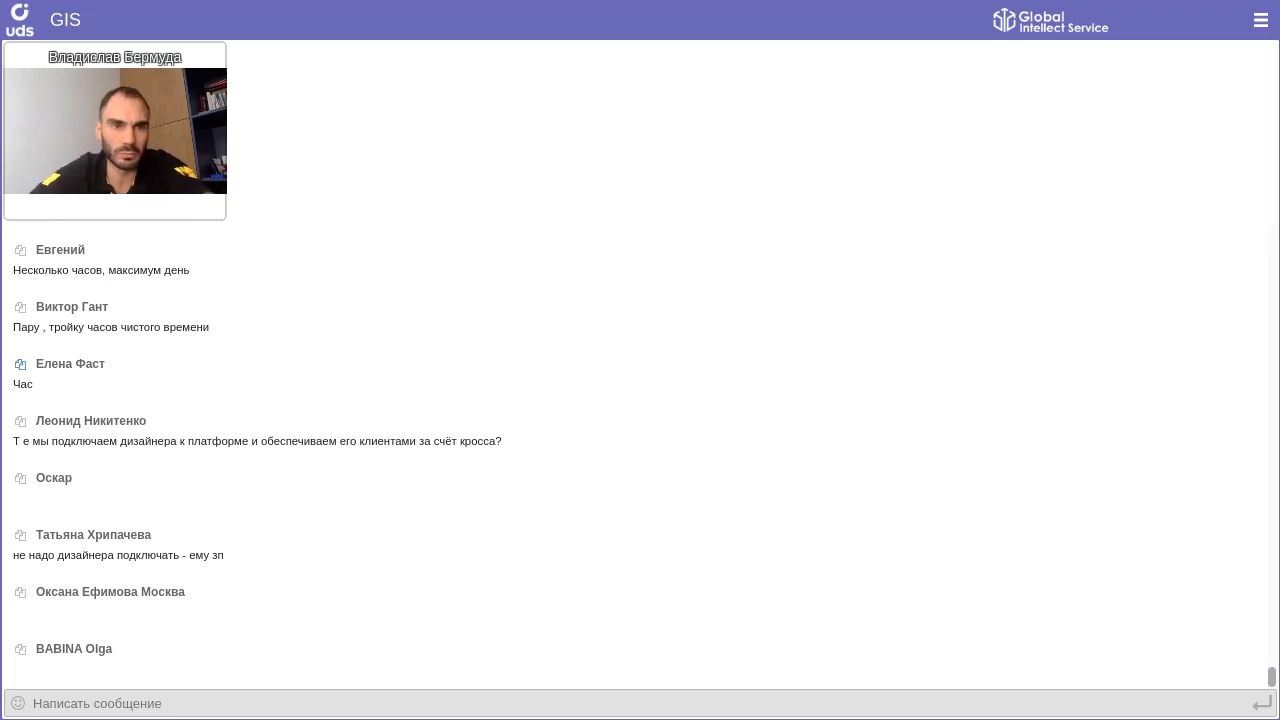 uds
GIS
Global
Intellect Service
Владислав Бермуда
Евгений
Несколько часов, максимум день
Виктор Гант
Пару , тройку часов чистого времени
Елена Фаст
Час
Леонид Никитенко
Т е мы подключаем дизайнера к платформе и обеспечиваем его клиентами за счёт кросса?
Оскар
Татьяна Хрипачева
не надо дизайнера подключать - ему зп
Оксана Ефимова Москва
BABINA Olga
Написать сообщение